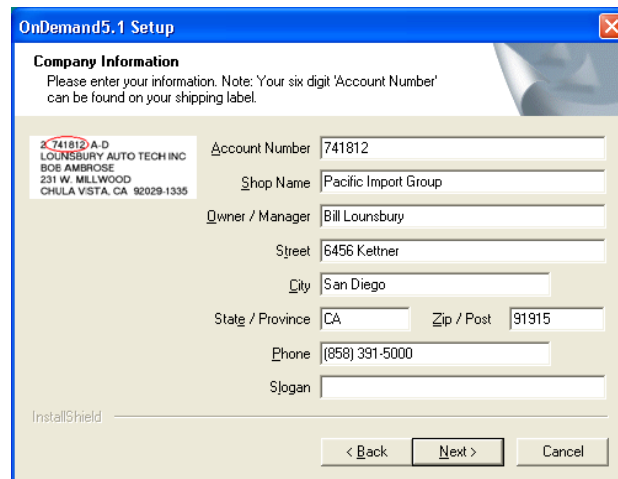 OnDemand5.1 Setup
Company Information
Please enter your information. Note: Your six digit 'Account Number'
can be found on your shipping label.
2 741812 A-D
LOUNSBURY AUTO TECH INC
BOB AMBROSE
231 W. MILLWOOD
CHULA VISTA, CA 92029-1335
Account Number 741812
Shop Name Pacific Import Group
Owner / Manager Bill Lounsbury
Street 6456 Kettner
City San Diego
State / Province CA Zip / Post 91915
Phone (858) 391-5000
Slogan
InstallShield
< Back Next > Cancel